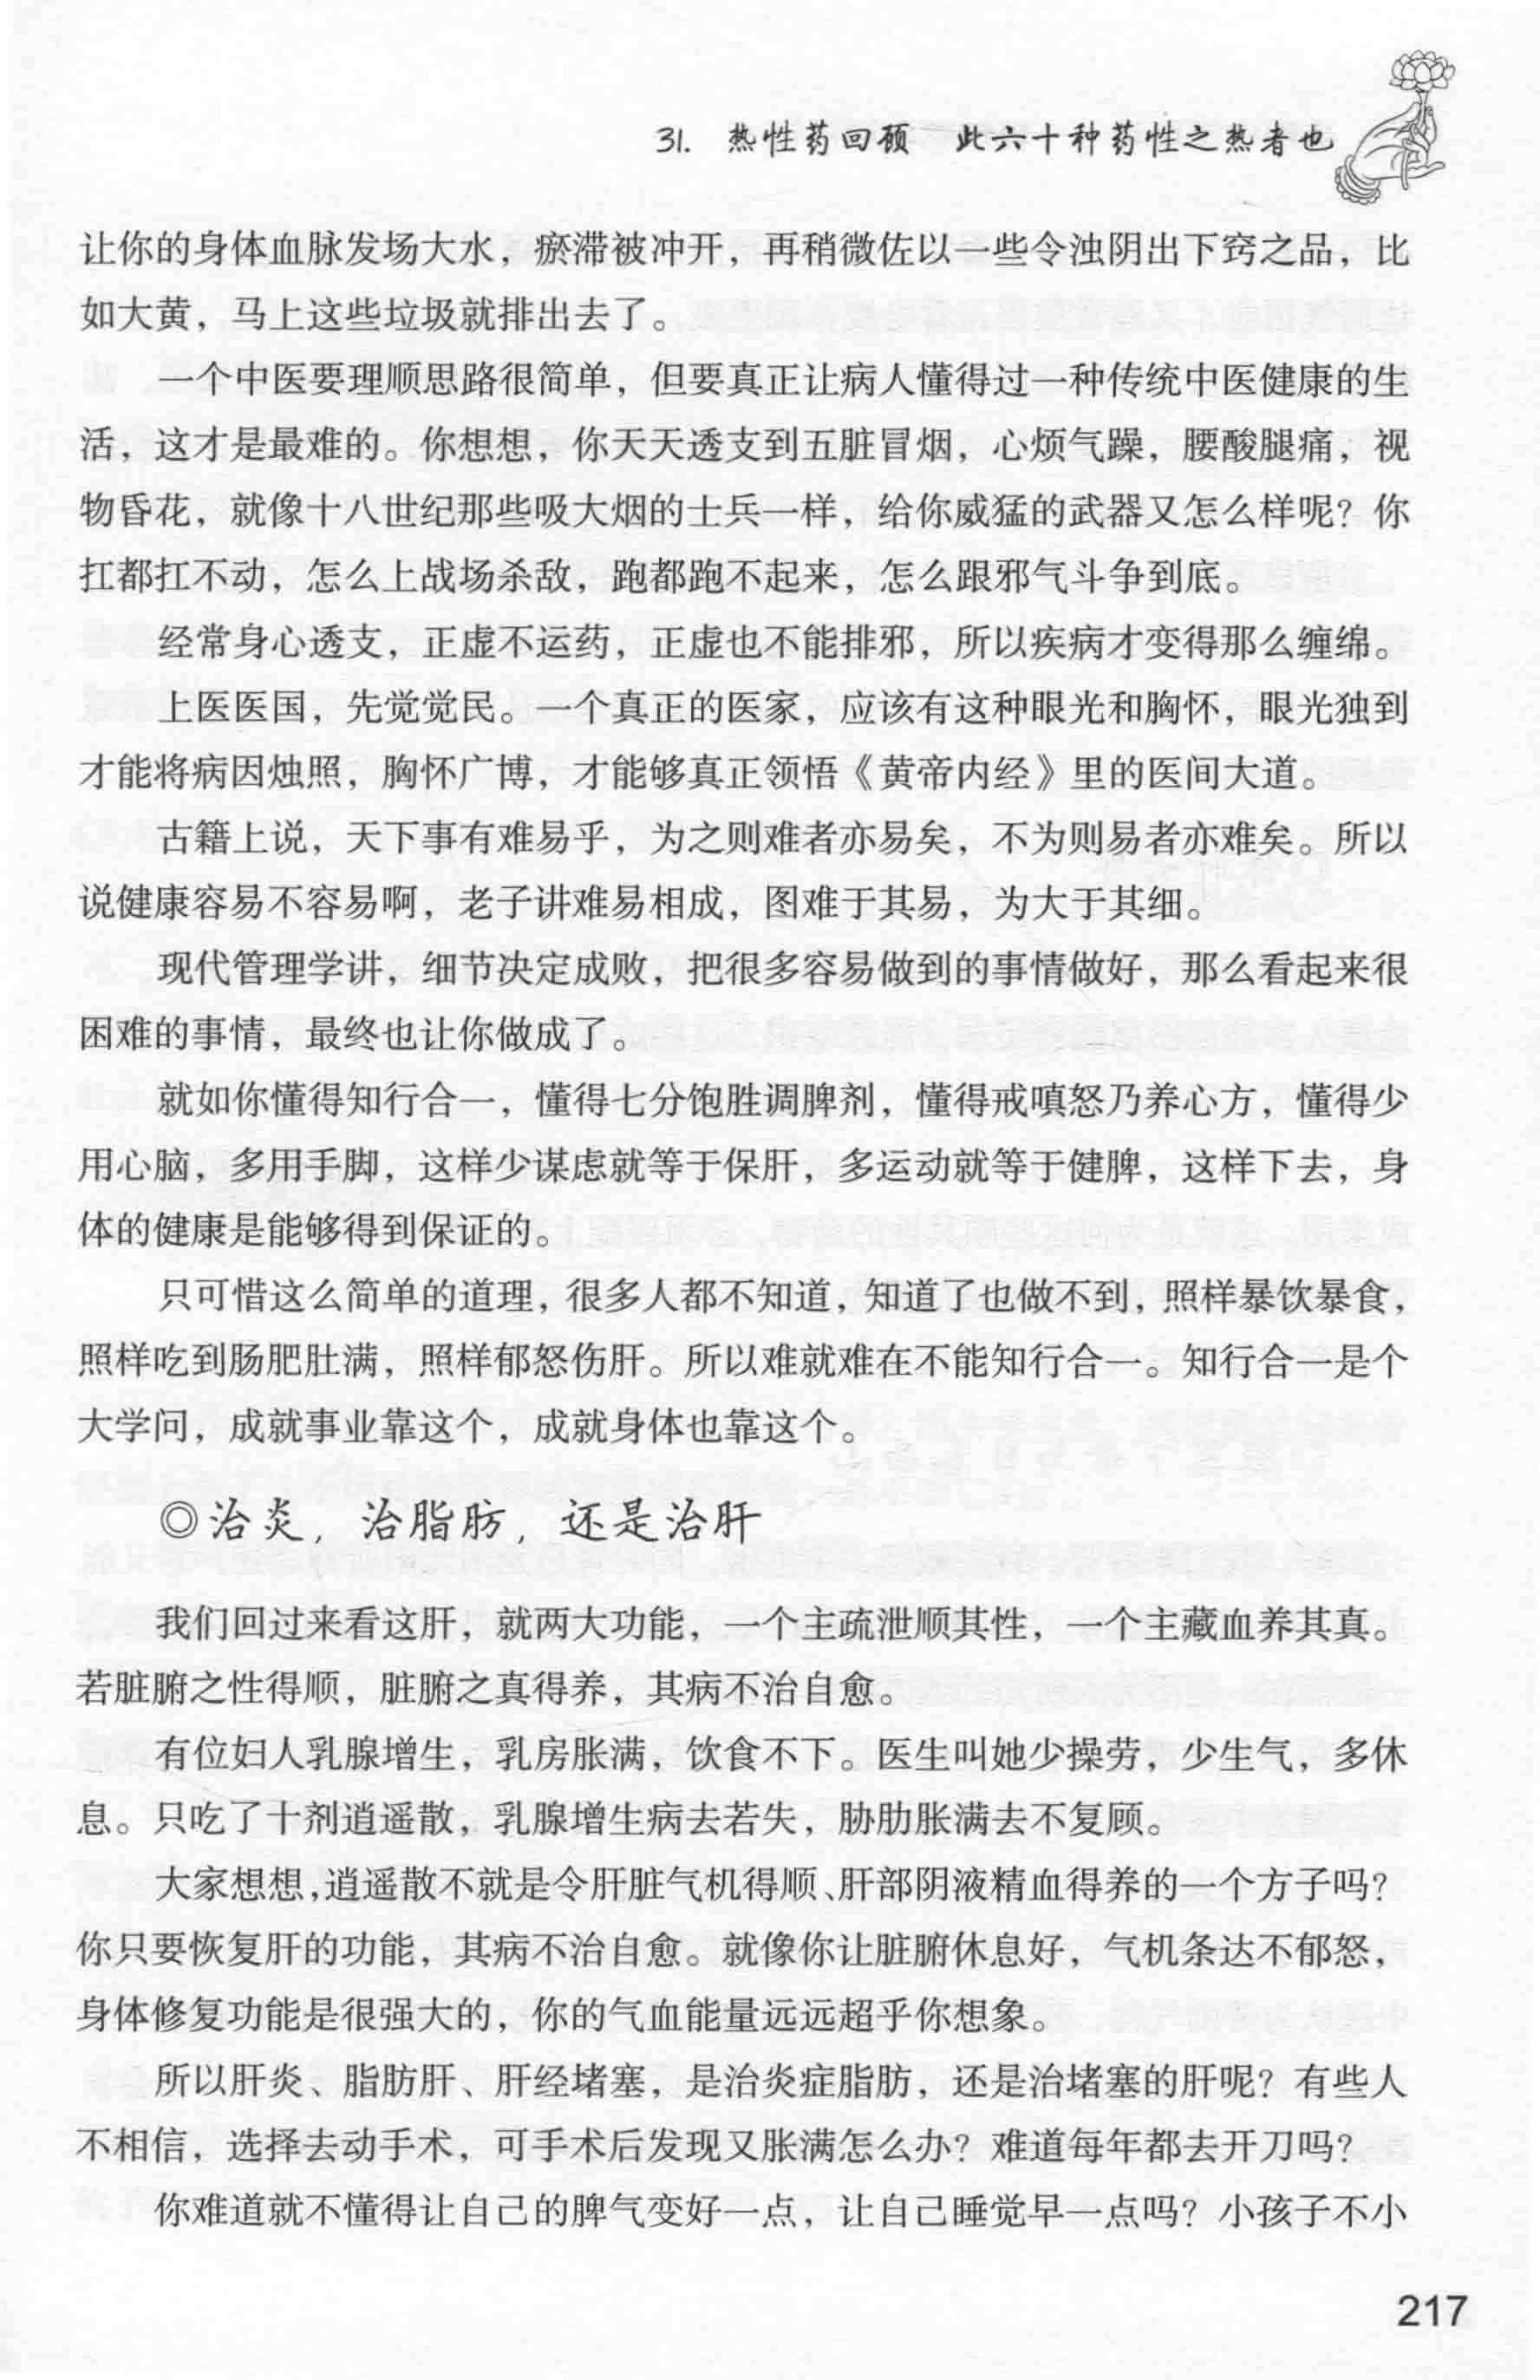 31. 热性药回顾 此六十种药性之热者也
让你的身体血脉发场大水，瘀滞被冲开，再稍微佐以一些令浊阴出下窍之品，比
如大黄，马上这些垃圾就排出去了。
一个中医要理顺思路很简单，但要真正让病人懂得过一种传统中医健康的生
活，这才是最难的。你想想，你天天透支到五脏冒烟，心烦气躁，腰酸腿痛，视
物昏花，就像十八世纪那些吸大烟的士兵一样，给你威猛的武器又怎么样呢？你
扛都扛不动，怎么上战场杀敌，跑都跑不起来，怎么跟邪气斗争到底。
经常身心透支，正虚不运药，正虚也不能排邪，所以疾病才变得那么缠绵。
上医医国，先觉觉民。一个真正的医家，应该有这种眼光和胸怀，眼光独到
才能将病因烛照，胸怀广博，才能够真正领悟《黄帝内经》里的医间大道。
古籍上说，天下事有难易乎，为之则难者亦易矣，不为则易者亦难矣。所以
说健康容易不容易啊，老子讲难易相成，图难于其易，为大于其细。
现代管理学讲，细节决定成败，把很多容易做到的事情做好，那么看起来很
困难的事情，最终也让你做成了。
就如你懂得知行合一，懂得七分饱胜调脾剂，懂得戒嗔怒乃养心方，懂得少
用心脑，多用手脚，这样少谋虑就等于保肝，多运动就等于健脾，这样下去，身
体的健康是能够得到保证的。
只可惜这么简单的道理，很多人都不知道，知道了也做不到，照样暴饮暴食，
照样吃到肠肥肚满，照样郁怒伤肝。所以难就难在不能知行合一。知行合一是个
大学问，成就事业靠这个，成就身体也靠这个。
◎治炎，治脂肪，还是治肝
我们回过来看这肝，就两大功能，一个主疏泄顺其性，一个主藏血养其真。
若脏腑之性得顺，脏腑之真得养，其病不治自愈。
有位妇人乳腺增生，乳房胀满，饮食不下。医生叫她少操劳，少生气，多休
息。只吃了十剂逍遥散，乳腺增生病去若失，胁肋胀满去不复顾。
大家想想，逍遥散不就是令肝脏气机得顺、肝部阴液精血得养的一个方子吗？
你只要恢复肝的功能，其病不治自愈。就像你让脏腑休息好，气机条达不郁怒，
身体修复功能是很强大的，你的气血能量远远超乎你想象。
所以肝炎、脂肪肝、肝经堵塞，是治炎症脂肪，还是治堵塞的肝呢？有些人
不相信，选择去动手术，可手术后发现又胀满怎么办？难道每年都去开刀吗？
你难道就不懂得让自己的脾气变好一点，让自己睡觉早一点吗？小孩子不小
217